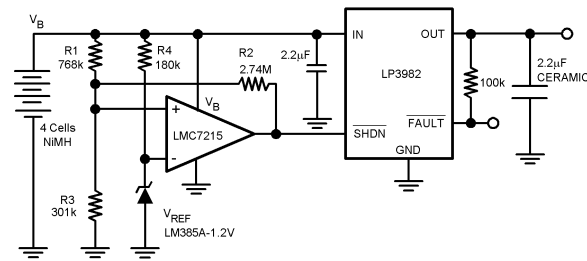 V_B
R1
768k
R4
180k
R2
2.74M
2.2µF
IN
OUT
LP3982
2.2µF
CERAMIC
100k
V_B
+
LMC7215
-
4 Cells
NiMH
SHDN
FAULT
GND
R3
301k
V_REF
LM385A-1.2V